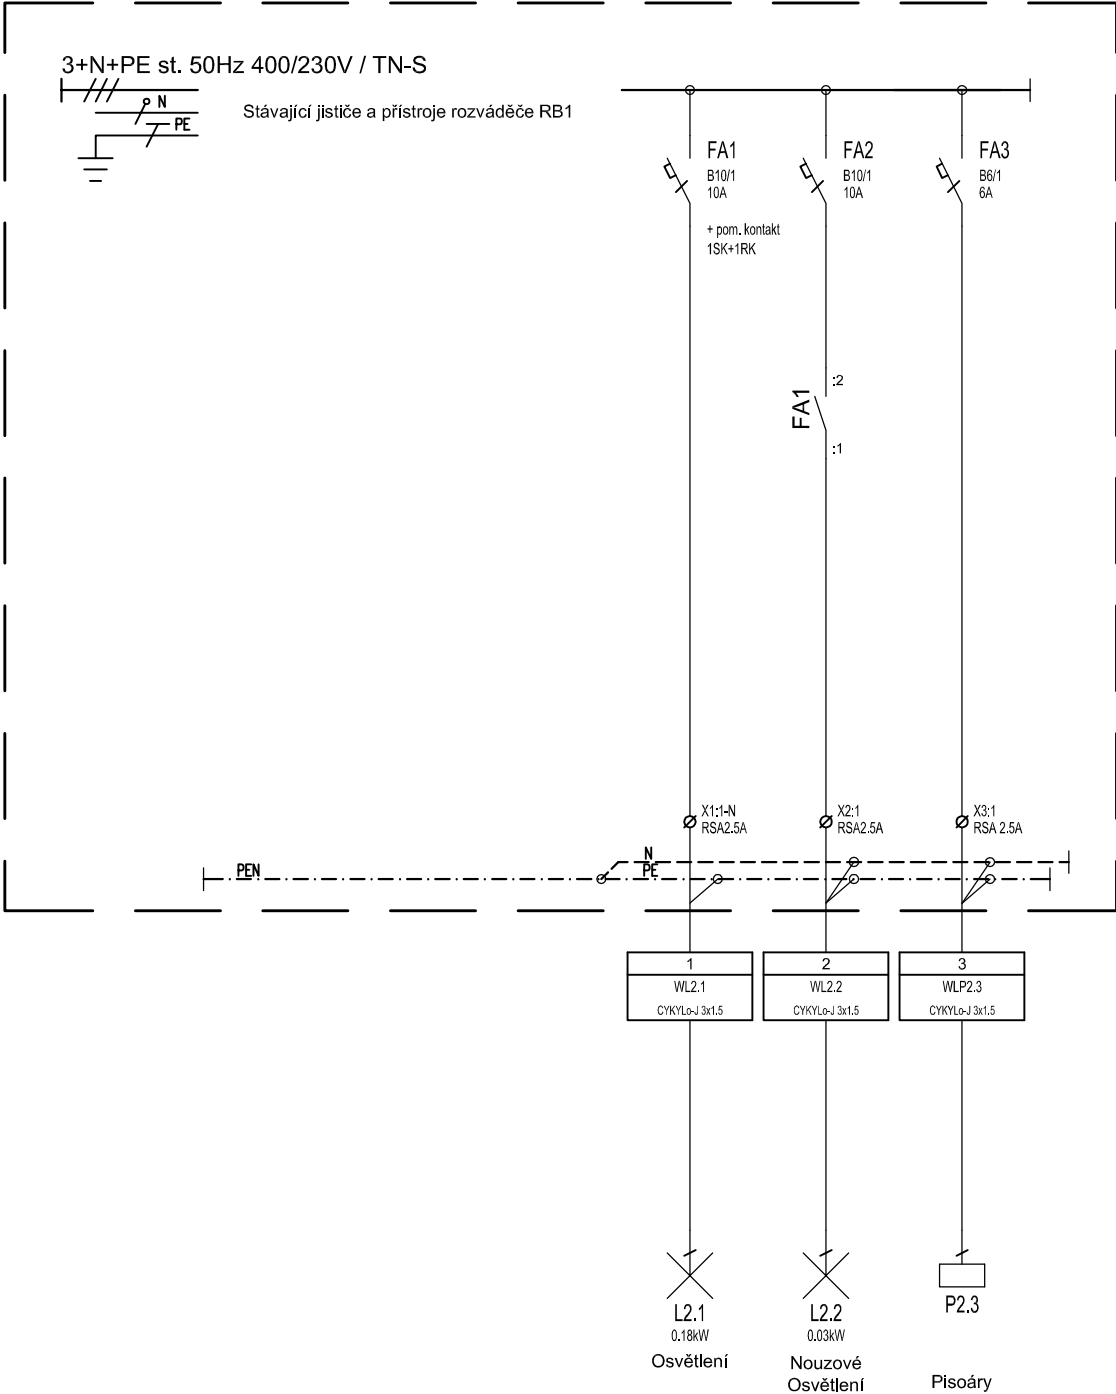 3+N+PE st. 50Hz 400/230V / TN-S
N
PE
Stávající jističe a přístroje rozváděče RB1
FA1
B10/1
10A
+ pom. kontakt
1SK+1RK
FA2
B10/1
10A
FA3
B6/1
6A
:2
FA1
:1
X1:1-N
RSA2.5A
X2:1
RSA2.5A
X3:1
RSA 2.5A
PEN
N
PE
1
WL2.1
CYKYLo-J 3x1.5
2
WL2.2
CYKYLo-J 3x1.5
3
WLP2.3
CYKYLo-J 3x1.5
L2.1
0.18kW
Osvětlení
L2.2
0.03kW
Nouzové
Osvětlení
P2.3
Pisoáry